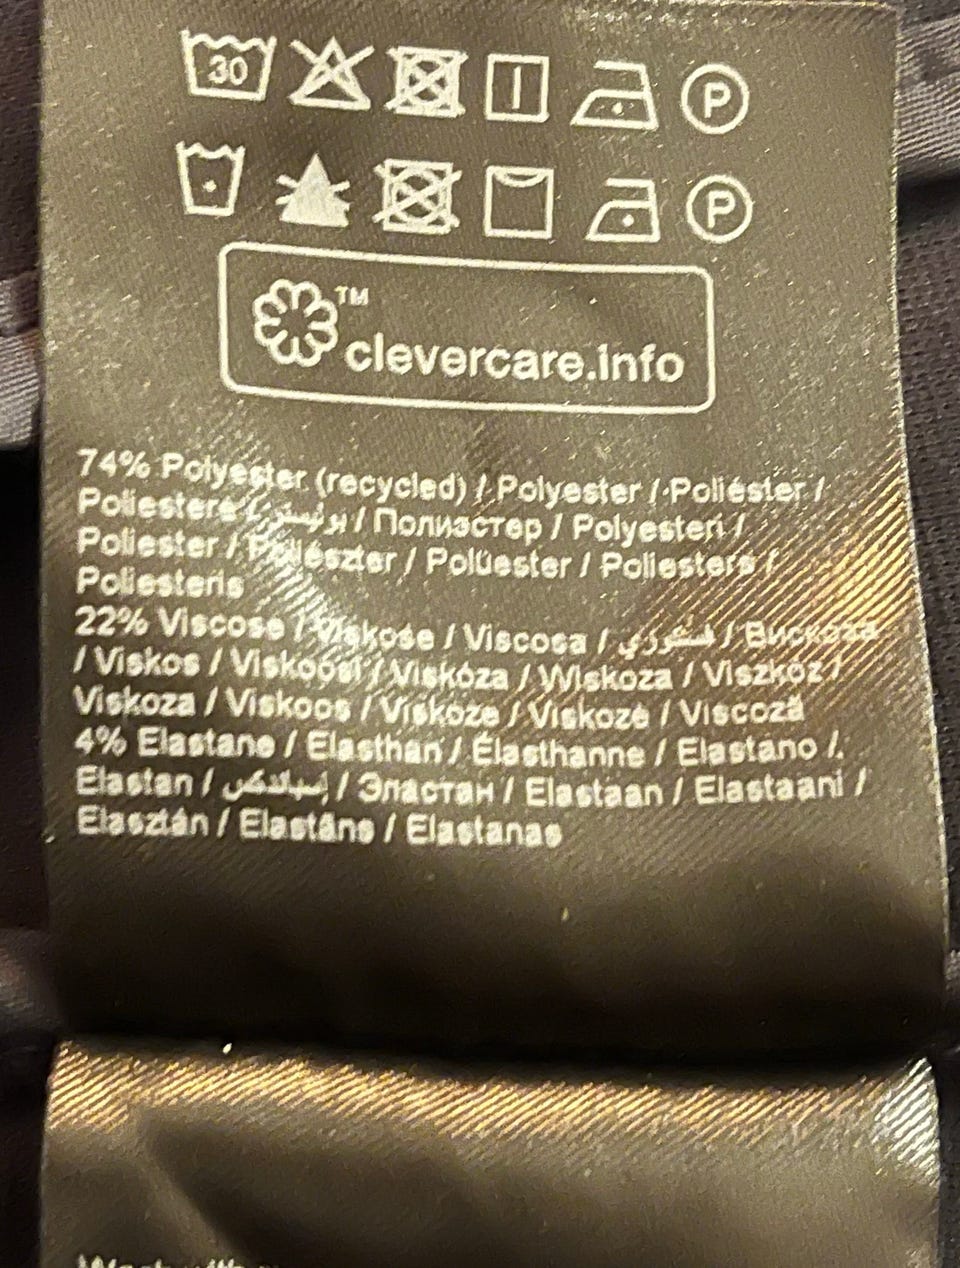 30 P
P
TM
clevercare.info
74% Polyester (recycled) / Polyester / Poliéster /
Poliestere / بوليستر / Полиэстер / Polyesteri /
Poliester / Poliészter / Polüester / Poliesters /
Poliesteris
22% Viscose / Viskose / Viscosa / فسكوزي / Вискоза
/ Viskos / Viskoosi / Viskóza / Wiskoza / Viszkóz /
Viskoza / Viskoos / Viskoze / Viskozė / Viscoză
4% Elastane / Elasthan / Élasthanne / Elastano /
Elastan / إسبلاندكس / Эластан / Elastaan / Elastaani /
Elasztán / Elastāns / Elastanas